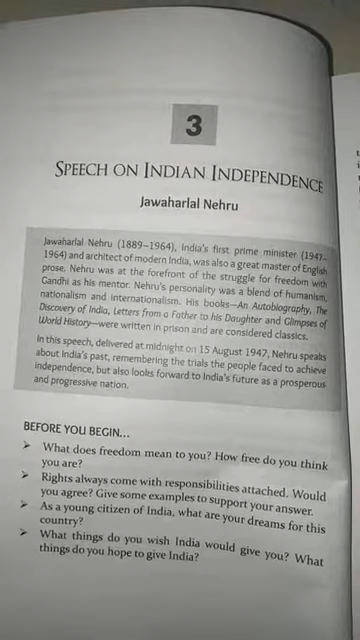 3
SPEECH ON INDIAN INDEPENDENCE
Jawaharlal Nehru
Jawaharlal Nehru (1889–1964), India's first prime minister (1947–
1964) and architect of modern India, was also a great master of English
prose. Nehru was at the forefront of the struggle for freedom with
Gandhi as his mentor. Nehru's personality was a blend of humanism,
nationalism and internationalism. His books—An Autobiography, The
Discovery of India, Letters from a Father to his Daughter and Glimpses of
World History—were written in prison and are considered classics.
In this speech, delivered at midnight on 15 August 1947, Nehru speaks
about India's past, remembering the trials the people faced to achieve
independence, but also looks forward to India's future as a prosperous
and progressive nation.
BEFORE YOU BEGIN...
➤ What does freedom mean to you? How free do you think
you are?
➤ Rights always come with responsibilities attached. Would
you agree? Give some examples to support your answer.
➤ As a young citizen of India, what are your dreams for this
country?
➤ What things do you wish India would give you? What
things do you hope to give India?